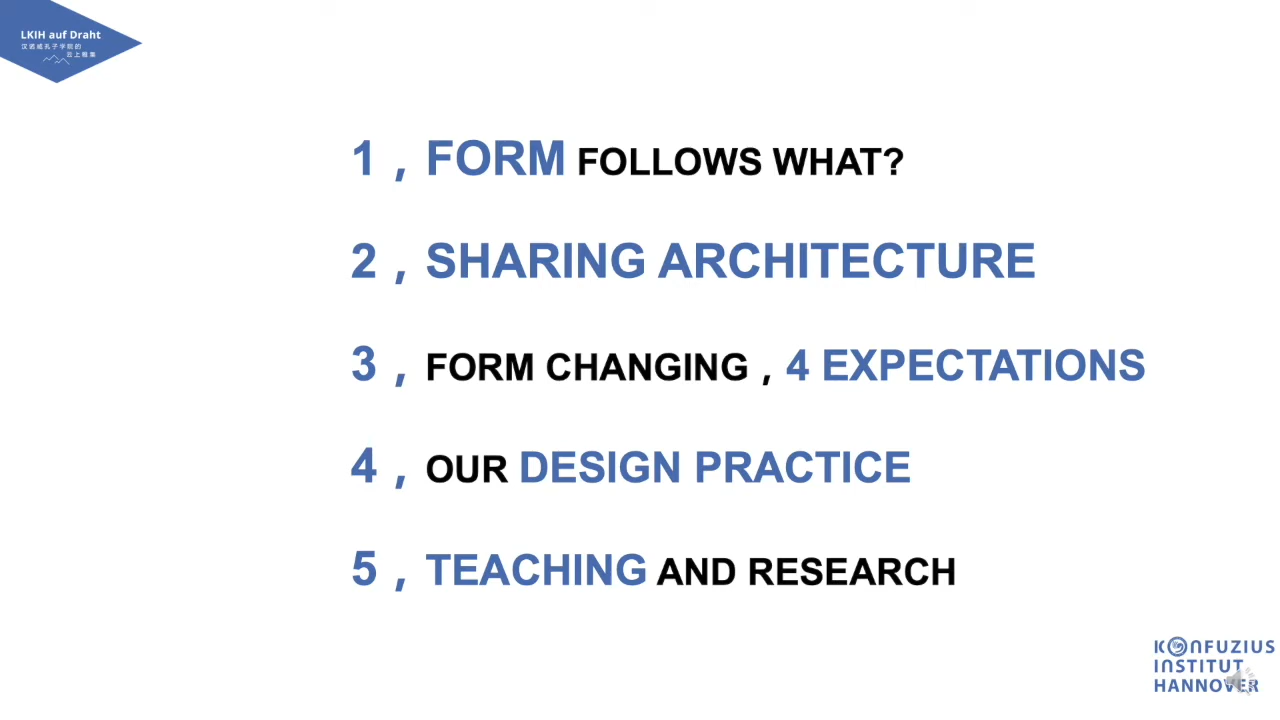 LKIH auf Draht
汉诺威孔子学院的
云上相集
1，FORM FOLLOWS WHAT?
2，SHARING ARCHITECTURE
3，FORM CHANGING，4 EXPECTATIONS
4，OUR DESIGN PRACTICE
5，TEACHING AND RESEARCH
KONFUZIUS
INSTITUT
HANNOVER